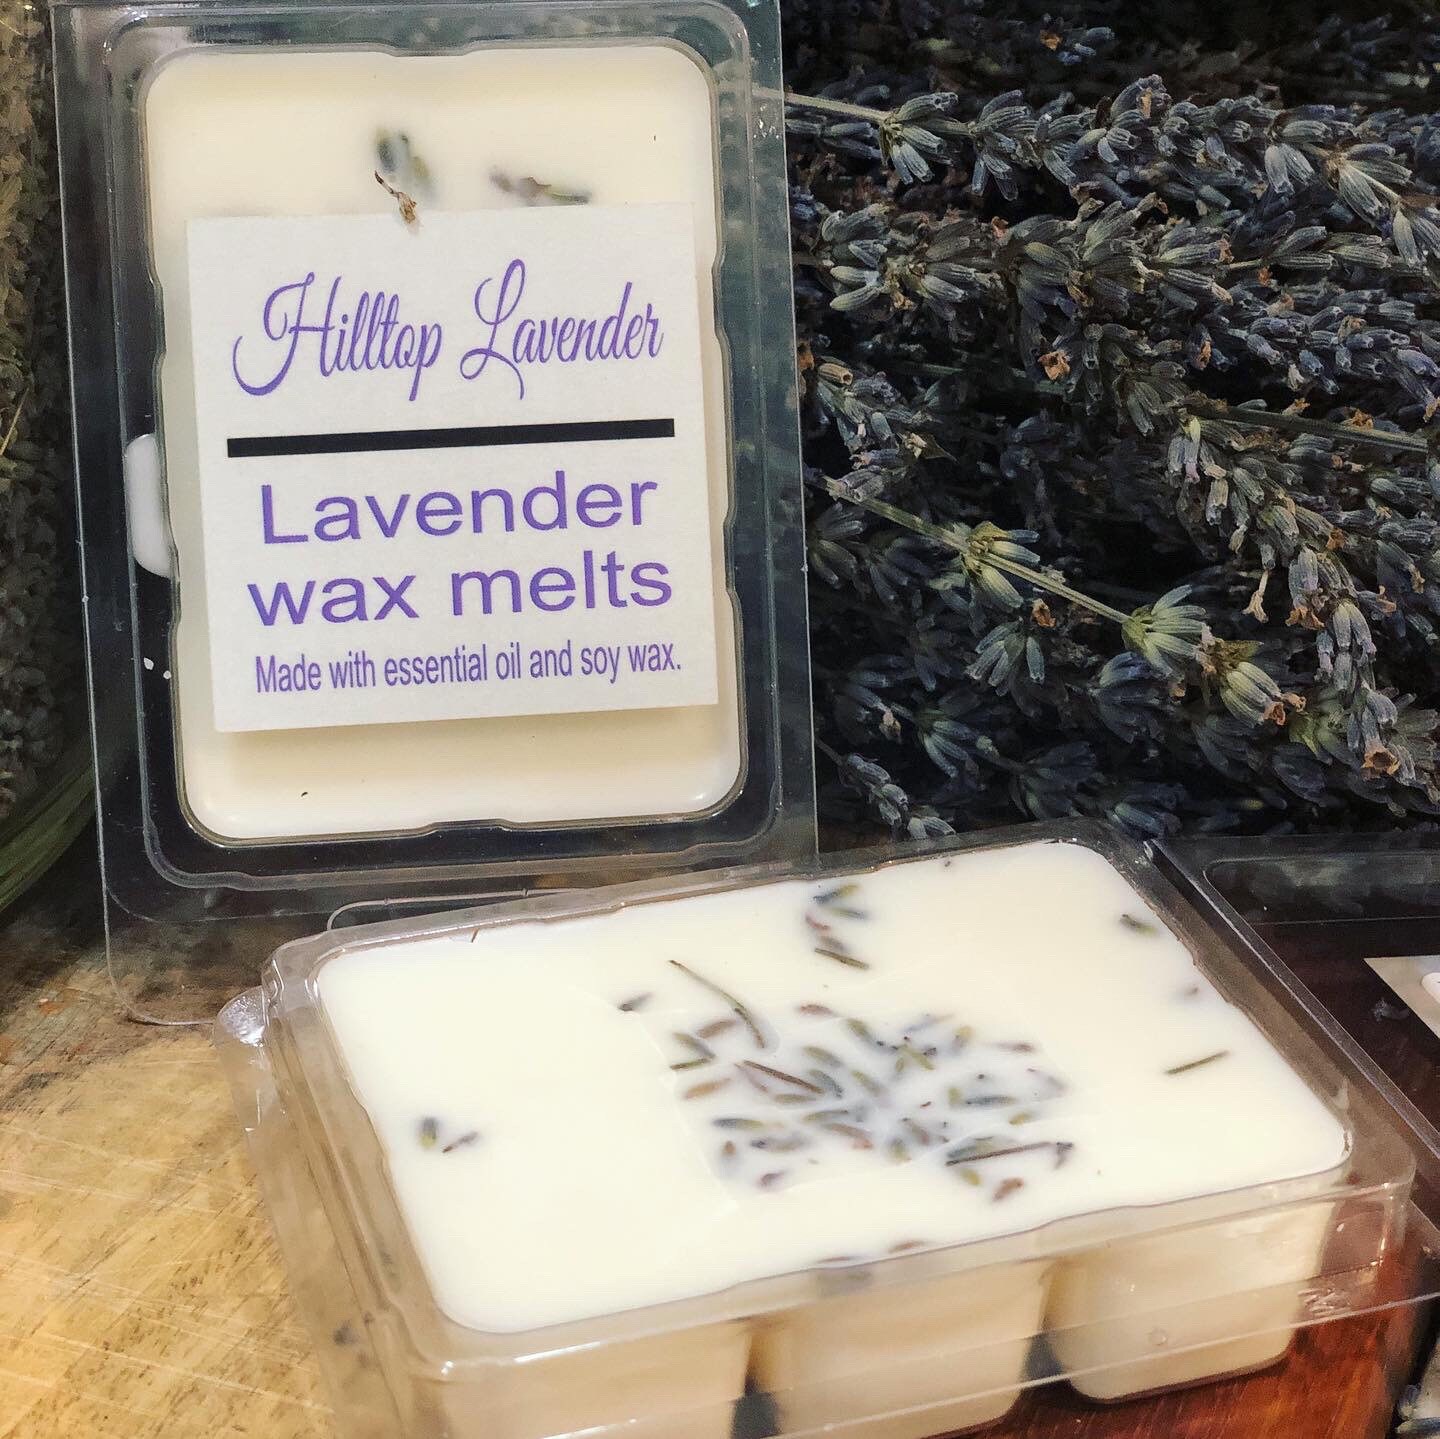 Hilltop Lavender
Lavender
wax melts
Made with essential oil and soy wax.